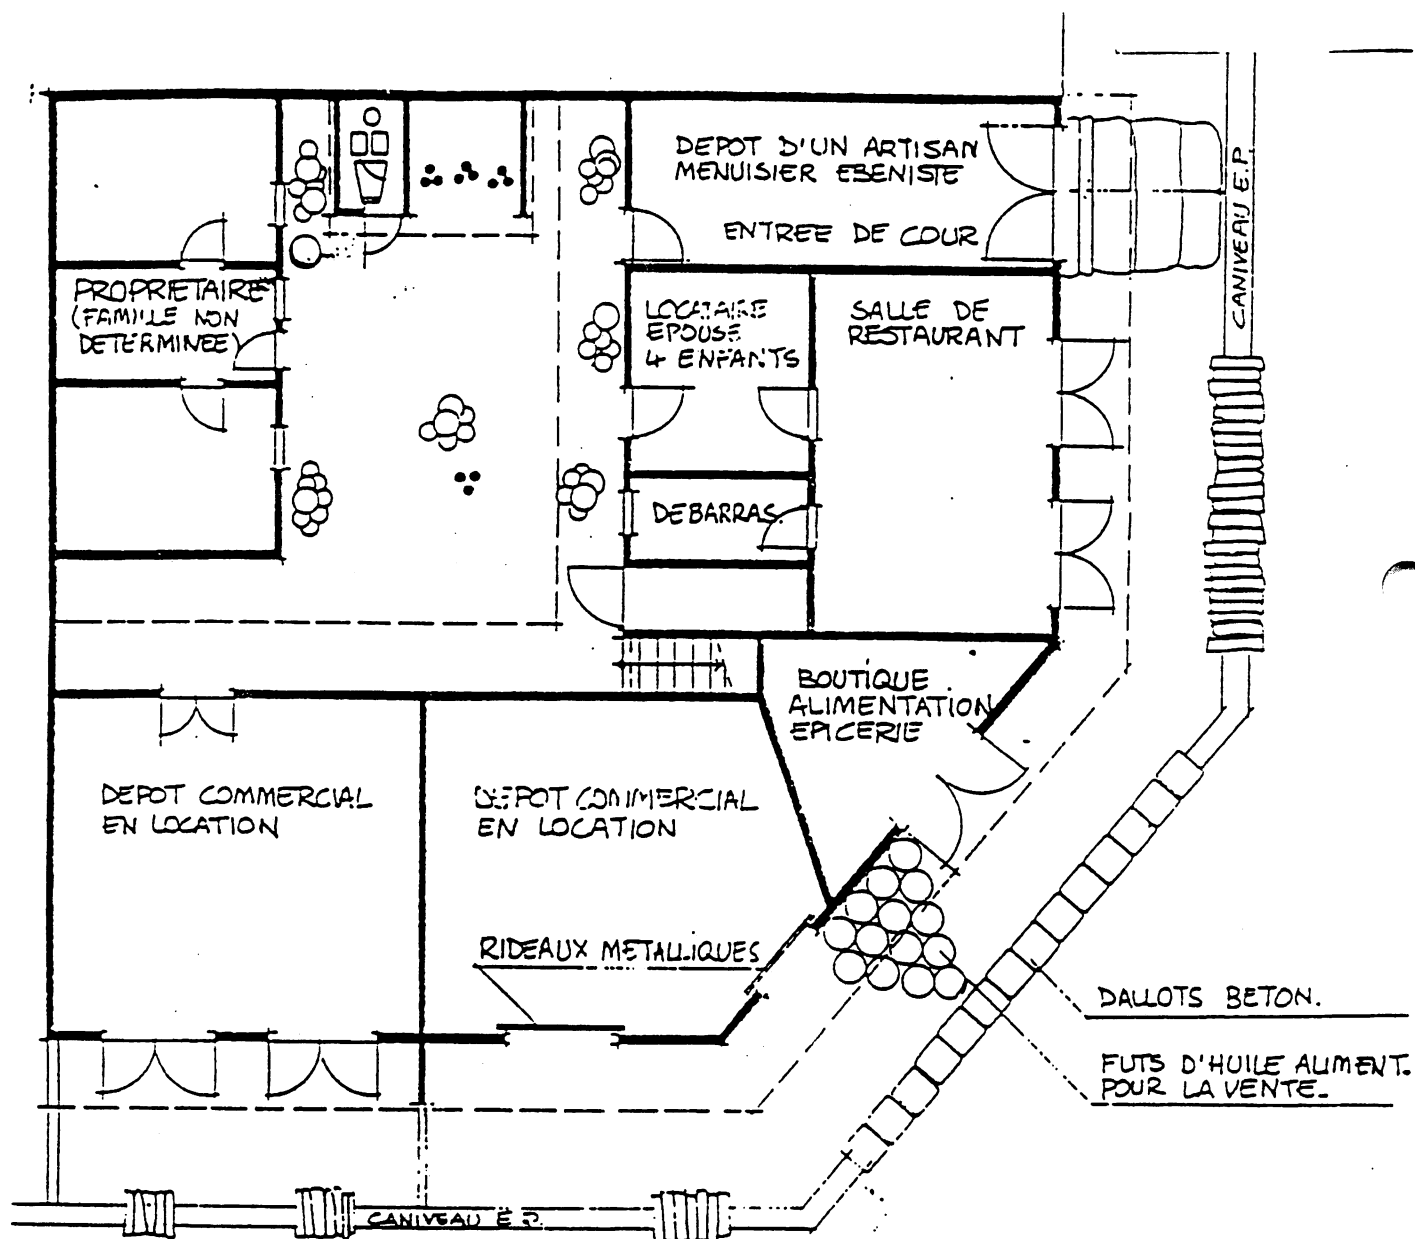 DEPOT D'UN ARTISAN
MENUISIER EBENISTE
ENTREE DE COUR
CANIVEAU E.P.
PROPRIETAIRE
(FAMILLE NON
DETERMINEE)
LOCATAIRE
EPOUSE
4 ENFANTS
SALLE DE
RESTAURANT
DEBARRAS.
BOUTIQUE
ALIMENTATION
EPICERIE
DEPOT COMMERCIAL
EN LOCATION
DEPOT COMMERCIAL
EN LOCATION
RIDEAUX METALLIQUES
DALLOTS BETON.
FUTS D'HUILE ALIMENT.
POUR LA VENTE.
CANIVEAU E.P.